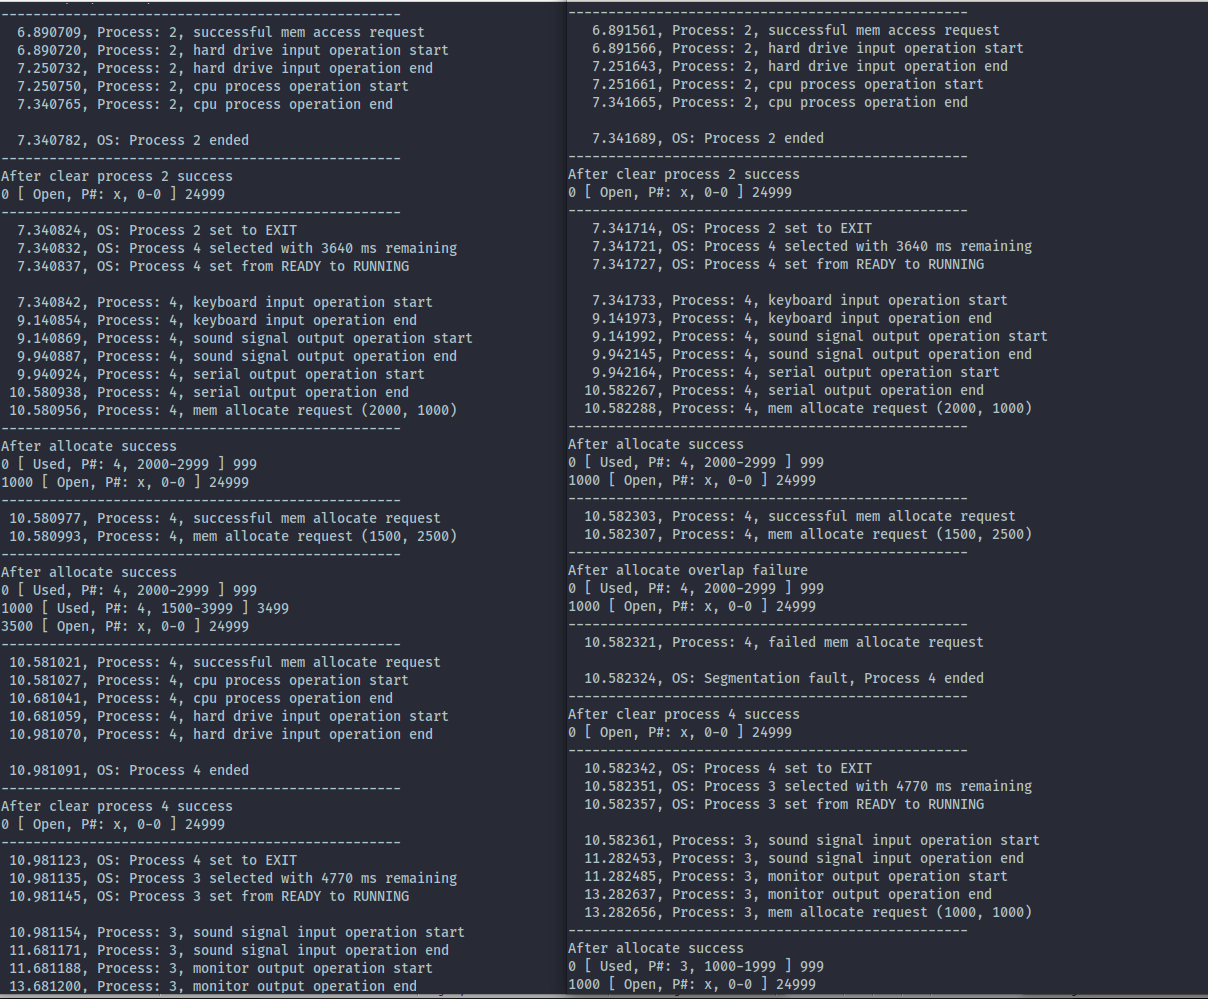 --------------------------------------------------
  6.890709, Process: 2, successful mem access request
  6.890720, Process: 2, hard drive input operation start
  7.250732, Process: 2, hard drive input operation end
  7.250750, Process: 2, cpu process operation start
  7.340765, Process: 2, cpu process operation end

  7.340782, OS: Process 2 ended
--------------------------------------------------
After clear process 2 success
0 [ Open, P#: x, 0-0 ] 24999
--------------------------------------------------
  7.340824, OS: Process 2 set to EXIT
  7.340832, OS: Process 4 selected with 3640 ms remaining
  7.340837, OS: Process 4 set from READY to RUNNING

  7.340842, Process: 4, keyboard input operation start
  9.140854, Process: 4, keyboard input operation end
  9.140869, Process: 4, sound signal output operation start
  9.940887, Process: 4, sound signal output operation end
  9.940924, Process: 4, serial output operation start
 10.580938, Process: 4, serial output operation end
 10.580956, Process: 4, mem allocate request (2000, 1000)
--------------------------------------------------
After allocate success
0 [ Used, P#: 4, 2000-2999 ] 999
1000 [ Open, P#: x, 0-0 ] 24999
--------------------------------------------------
 10.580977, Process: 4, successful mem allocate request
 10.580993, Process: 4, mem allocate request (1500, 2500)
--------------------------------------------------
After allocate success
0 [ Used, P#: 4, 2000-2999 ] 999
1000 [ Used, P#: 4, 1500-3999 ] 3499
3500 [ Open, P#: x, 0-0 ] 24999
--------------------------------------------------
 10.581021, Process: 4, successful mem allocate request
 10.581027, Process: 4, cpu process operation start
 10.681041, Process: 4, cpu process operation end
 10.681059, Process: 4, hard drive input operation start
 10.981070, Process: 4, hard drive input operation end

 10.981091, OS: Process 4 ended
--------------------------------------------------
After clear process 4 success
0 [ Open, P#: x, 0-0 ] 24999
--------------------------------------------------
 10.981123, OS: Process 4 set to EXIT
 10.981135, OS: Process 3 selected with 4770 ms remaining
 10.981145, OS: Process 3 set from READY to RUNNING

 10.981154, Process: 3, sound signal input operation start
 11.681171, Process: 3, sound signal input operation end
 11.681188, Process: 3, monitor output operation start
 13.681200, Process: 3, monitor output operation end
--------------------------------------------------
  6.891561, Process: 2, successful mem access request
  6.891566, Process: 2, hard drive input operation start
  7.251643, Process: 2, hard drive input operation end
  7.251661, Process: 2, cpu process operation start
  7.341665, Process: 2, cpu process operation end

  7.341689, OS: Process 2 ended
--------------------------------------------------
After clear process 2 success
0 [ Open, P#: x, 0-0 ] 24999
--------------------------------------------------
  7.341714, OS: Process 2 set to EXIT
  7.341721, OS: Process 4 selected with 3640 ms remaining
  7.341727, OS: Process 4 set from READY to RUNNING

  7.341733, Process: 4, keyboard input operation start
  9.141973, Process: 4, keyboard input operation end
  9.141992, Process: 4, sound signal output operation start
  9.942145, Process: 4, sound signal output operation end
  9.942164, Process: 4, serial output operation start
 10.582267, Process: 4, serial output operation end
 10.582288, Process: 4, mem allocate request (2000, 1000)
--------------------------------------------------
After allocate success
0 [ Used, P#: 4, 2000-2999 ] 999
1000 [ Open, P#: x, 0-0 ] 24999
--------------------------------------------------
 10.582303, Process: 4, successful mem allocate request
 10.582307, Process: 4, mem allocate request (1500, 2500)
--------------------------------------------------
After allocate overlap failure
0 [ Used, P#: 4, 2000-2999 ] 999
1000 [ Open, P#: x, 0-0 ] 24999
--------------------------------------------------
 10.582321, Process: 4, failed mem allocate request

 10.582324, OS: Segmentation fault, Process 4 ended
--------------------------------------------------
After clear process 4 success
0 [ Open, P#: x, 0-0 ] 24999
--------------------------------------------------
 10.582342, OS: Process 4 set to EXIT
 10.582351, OS: Process 3 selected with 4770 ms remaining
 10.582357, OS: Process 3 set from READY to RUNNING

 10.582361, Process: 3, sound signal input operation start
 11.282453, Process: 3, sound signal input operation end
 11.282485, Process: 3, monitor output operation start
 13.282637, Process: 3, monitor output operation end
 13.282656, Process: 3, mem allocate request (1000, 1000)
--------------------------------------------------
After allocate success
0 [ Used, P#: 3, 1000-1999 ] 999
1000 [ Open, P#: x, 0-0 ] 24999